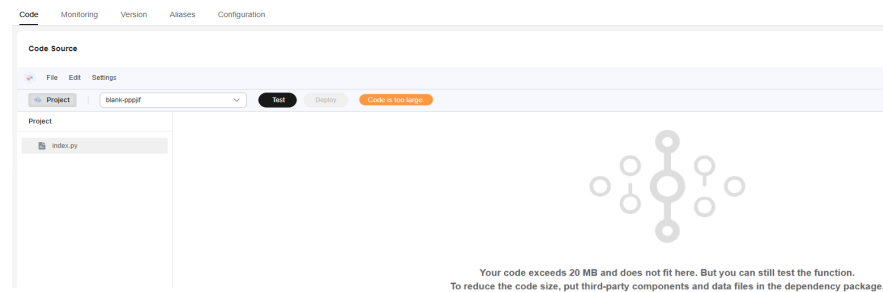 Code Monitoring Version Aliases Configuration
Code Source
File Edit Settings
Project blank-pppjif Test Deploy Code is too large.
Project
index.py
Your code exceeds 20 MB and does not fit here. But you can still test the function.
To reduce the code size, put third-party components and data files in the dependency package.